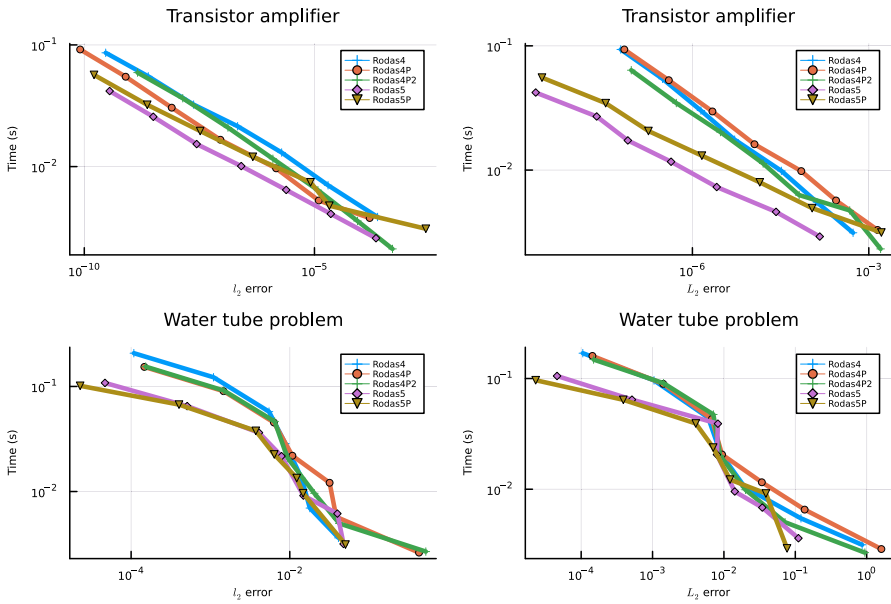 Transistor amplifier
10⁻¹
10⁻²
Time (s)
10⁻¹⁰
10⁻⁵
l₂ error
Rodas4
Rodas4P
Rodas4P2
Rodas5
Rodas5P
Transistor amplifier
10⁻¹
10⁻²
Time (s)
10⁻⁶
10⁻³
L₂ error
Rodas4
Rodas4P
Rodas4P2
Rodas5
Rodas5P
Water tube problem
10⁻¹
10⁻²
Time (s)
10⁻⁴
10⁻²
l₂ error
Rodas4
Rodas4P
Rodas4P2
Rodas5
Rodas5P
Water tube problem
10⁻¹
10⁻²
Time (s)
10⁻⁴
10⁻³
10⁻²
10⁻¹
10⁰
L₂ error
Rodas4
Rodas4P
Rodas4P2
Rodas5
Rodas5P